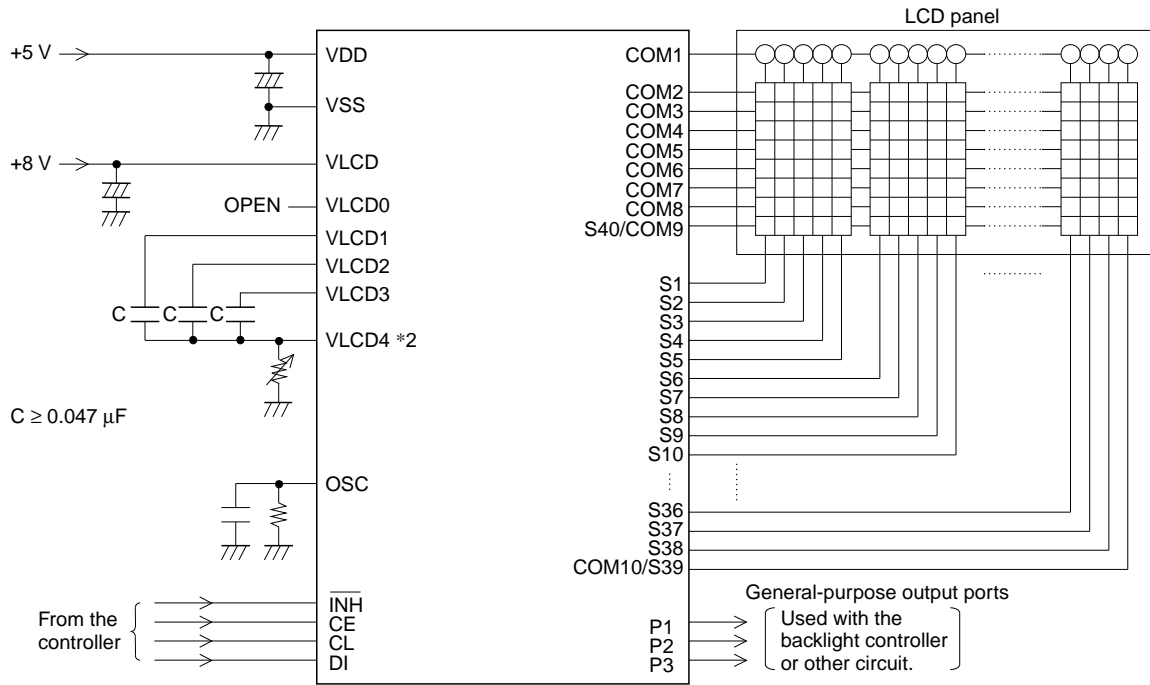 LCD panel
+5 V
VDD
VSS
+8 V
VLCD
OPEN
VLCD0
VLCD1
VLCD2
VLCD3
C
C
C
VLCD4 *2
C ≥ 0.047 µF
OSC
From the
controller
INH
CE
CL
DI
COM1
COM2
COM3
COM4
COM5
COM6
COM7
COM8
S40/COM9
S1
S2
S3
S4
S5
S6
S7
S8
S9
S10
S36
S37
S38
COM10/S39
General-purpose output ports
P1
P2
P3
Used with the
backlight controller
or other circuit.